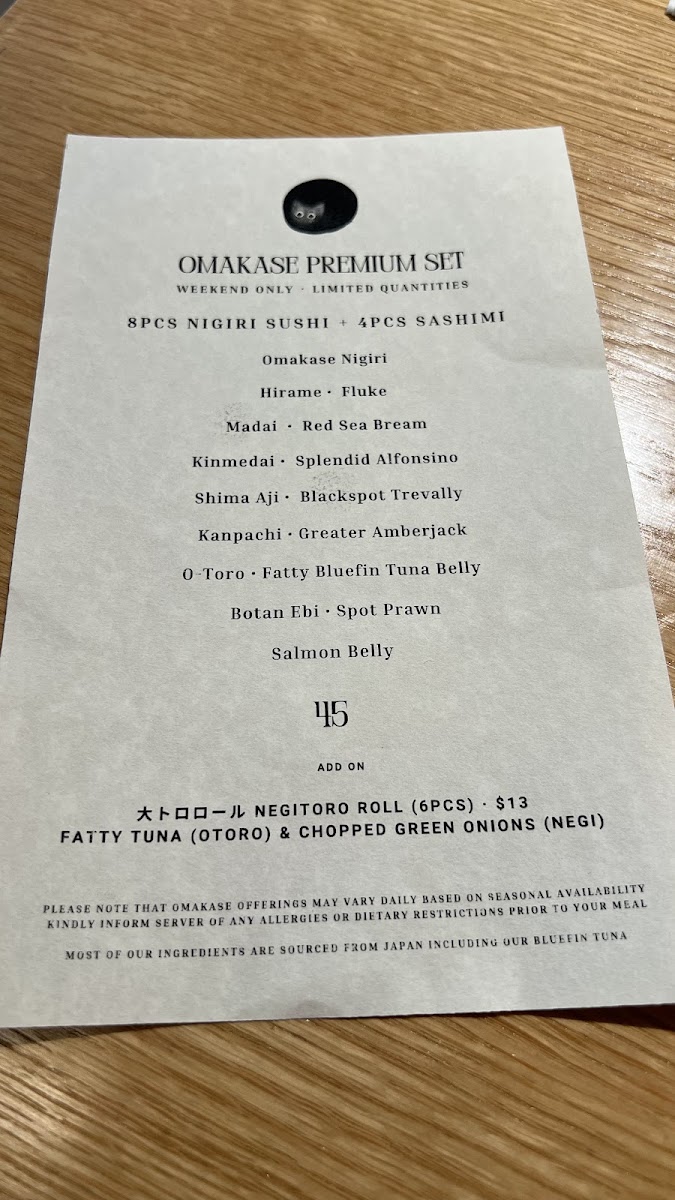 OMAKASE PREMIUM SET
WEEKEND ONLY · LIMITED QUANTITIES
8PCS NIGIRI SUSHI + 4PCS SASHIMI
Omakase Nigiri
Hirame · Fluke
Madai · Red Sea Bream
Kinmedai · Splendid Alfonsino
Shima Aji · Blackspot Trevally
Kanpachi · Greater Amberjack
O-Toro · Fatty Bluefin Tuna Belly
Botan Ebi · Spot Prawn
Salmon Belly
45
ADD ON
大トロロール NEGITORO ROLL (6PCS) · $13
FATTY TUNA (OTORO) & CHOPPED GREEN ONIONS (NEGI)
PLEASE NOTE THAT OMAKASE OFFERINGS MAY VARY DAILY BASED ON SEASONAL AVAILABILITY
KINDLY INFORM SERVER OF ANY ALLERGIES OR DIETARY RESTRICTIONS PRIOR TO YOUR MEAL
MOST OF OUR INGREDIENTS ARE SOURCED FROM JAPAN INCLUDING OUR BLUEFIN TUNA